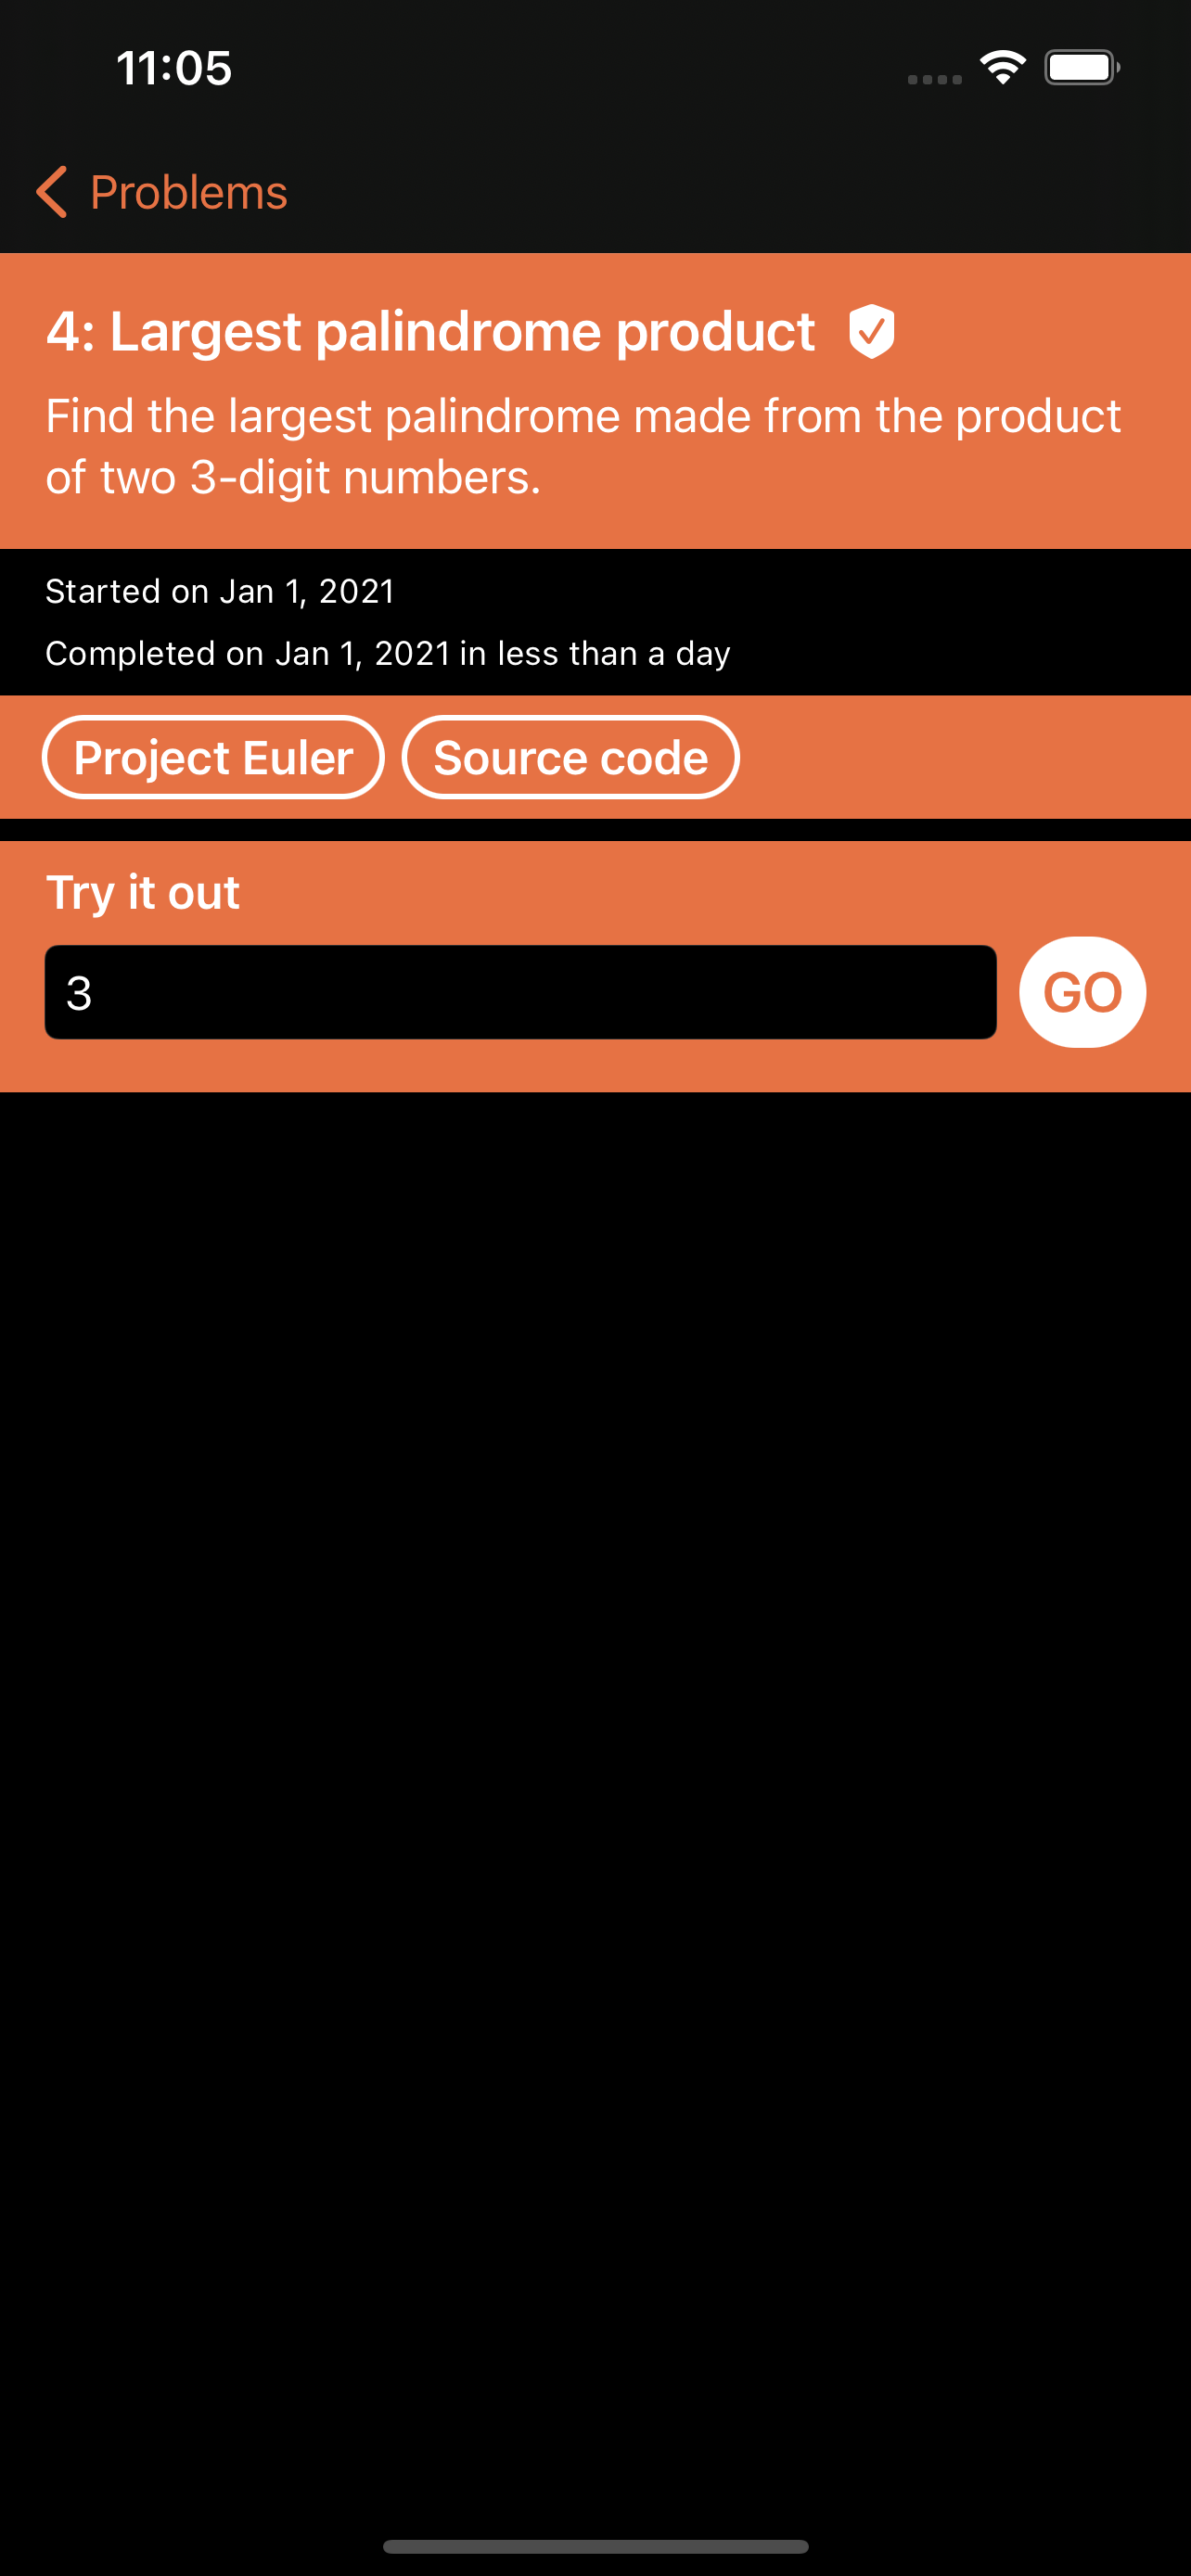 11:05
Problems
4: Largest palindrome product
Find the largest palindrome made from the product
of two 3-digit numbers.
Started on Jan 1, 2021
Completed on Jan 1, 2021 in less than a day
Project Euler Source code
Try it out
3 GO